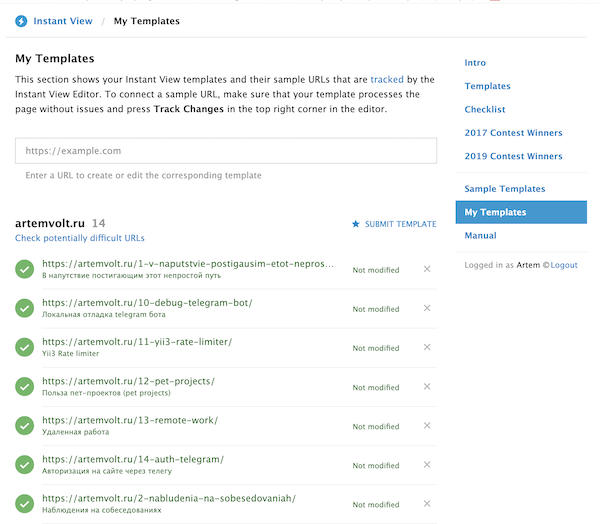 Instant View / My Templates
My Templates
This section shows your Instant View templates and their sample URLs that are tracked by the
Instant View Editor. To connect a sample URL, make sure that your template processes the
page without issues and press Track Changes in the top right corner in the editor.
https://example.com
Enter a URL to create or edit the corresponding template
artemvolt.ru 14
SUBMIT TEMPLATE
Check potentially difficult URLs
https://artemvolt.ru/1-v-naputstvie-postigausim-etot-nepros...
В напутствие постигающим этот непростой путь
Not modified
https://artemvolt.ru/10-debug-telegram-bot/
Локальная отладка telegram бота
Not modified
https://artemvolt.ru/11-yii3-rate-limiter/
Yii3 Rate limiter
Not modified
https://artemvolt.ru/12-pet-projects/
Польза пет-проектов (pet projects)
Not modified
https://artemvolt.ru/13-remote-work/
Удаленная работа
Not modified
https://artemvolt.ru/14-auth-telegram/
Авторизация на сайте через телегу
Not modified
https://artemvolt.ru/2-nabludenia-na-sobesedovaniah/
Наблюдения на собеседованиях
Not modified
Intro
Templates
Checklist
2017 Contest Winners
2019 Contest Winners
Sample Templates
My Templates
Manual
Logged in as Artem © Logout